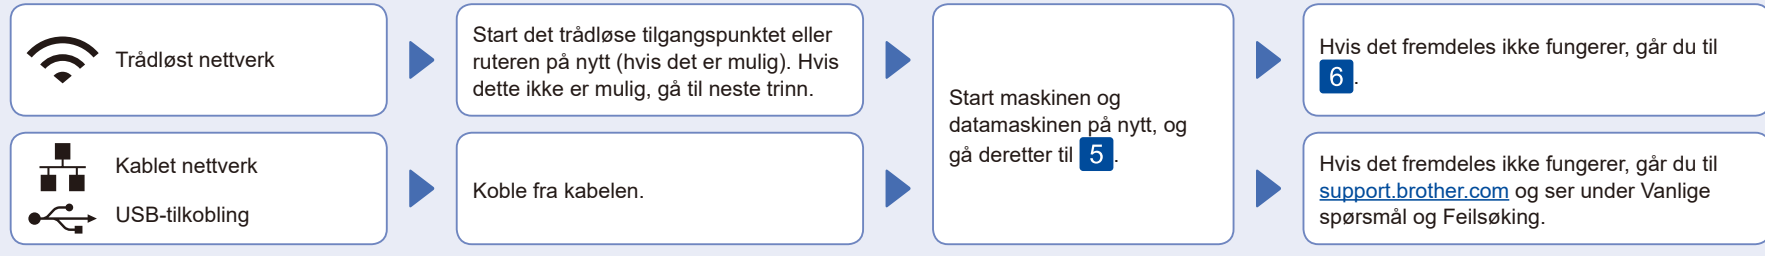 Trådløst nettverk
Start det trådløse tilgangspunktet eller
ruteren på nytt (hvis det er mulig). Hvis
dette ikke er mulig, gå til neste trinn.
Kablet nettverk
USB-tilkobling
Koble fra kabelen.
Start maskinen og
datamaskinen på nytt, og
gå deretter til 5.
Hvis det fremdeles ikke fungerer, går du til
6.
Hvis det fremdeles ikke fungerer, går du til
support.brother.com og ser under Vanlige
spørsmål og Feilsøking.